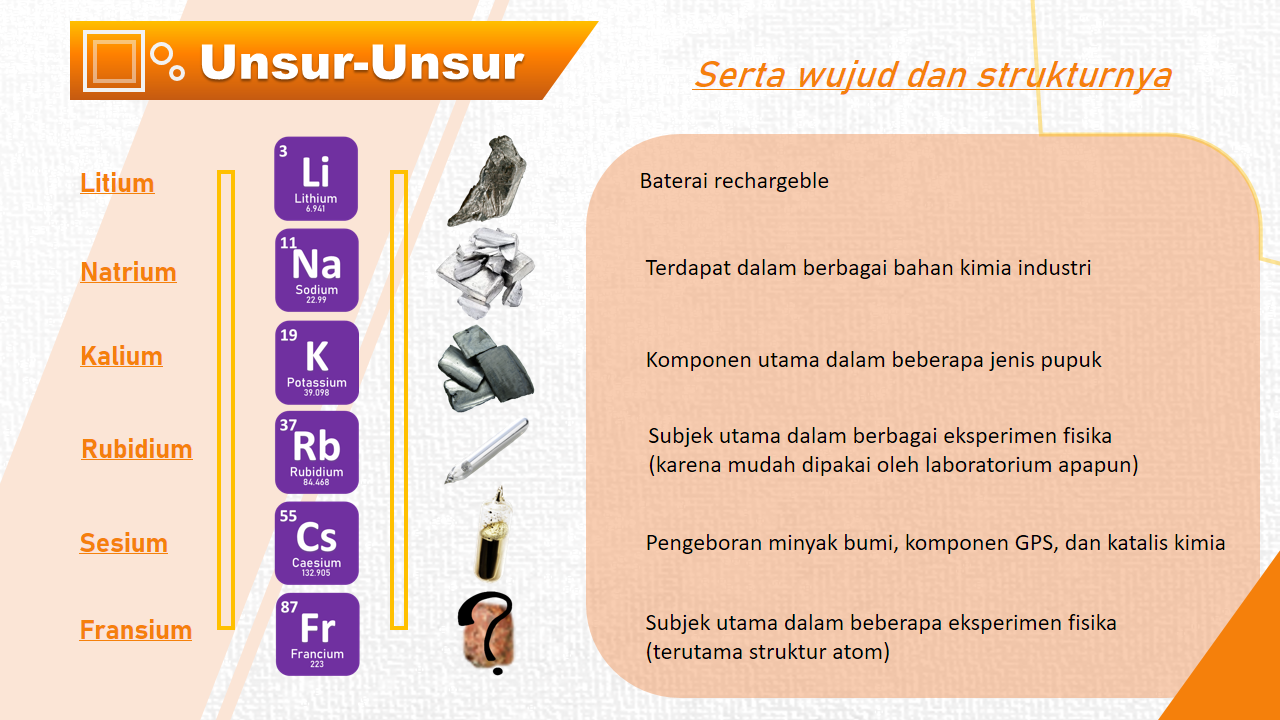 Unsur-Unsur
Serta wujud dan strukturnya
Litium
3
Li
Lithium
6.941
Baterai rechargeble
Natrium
11
Na
Sodium
22.99
Terdapat dalam berbagai bahan kimia industri
Kalium
19
K
Potassium
39.098
Komponen utama dalam beberapa jenis pupuk
Rubidium
37
Rb
Rubidium
84.468
Subjek utama dalam berbagai eksperimen fisika
(karena mudah dipakai oleh laboratorium apapun)
Sesium
55
Cs
Caesium
132.905
Pengeboran minyak bumi, komponen GPS, dan katalis kimia
Fransium
87
Fr
Francium
223
?
Subjek utama dalam beberapa eksperimen fisika
(terutama struktur atom)